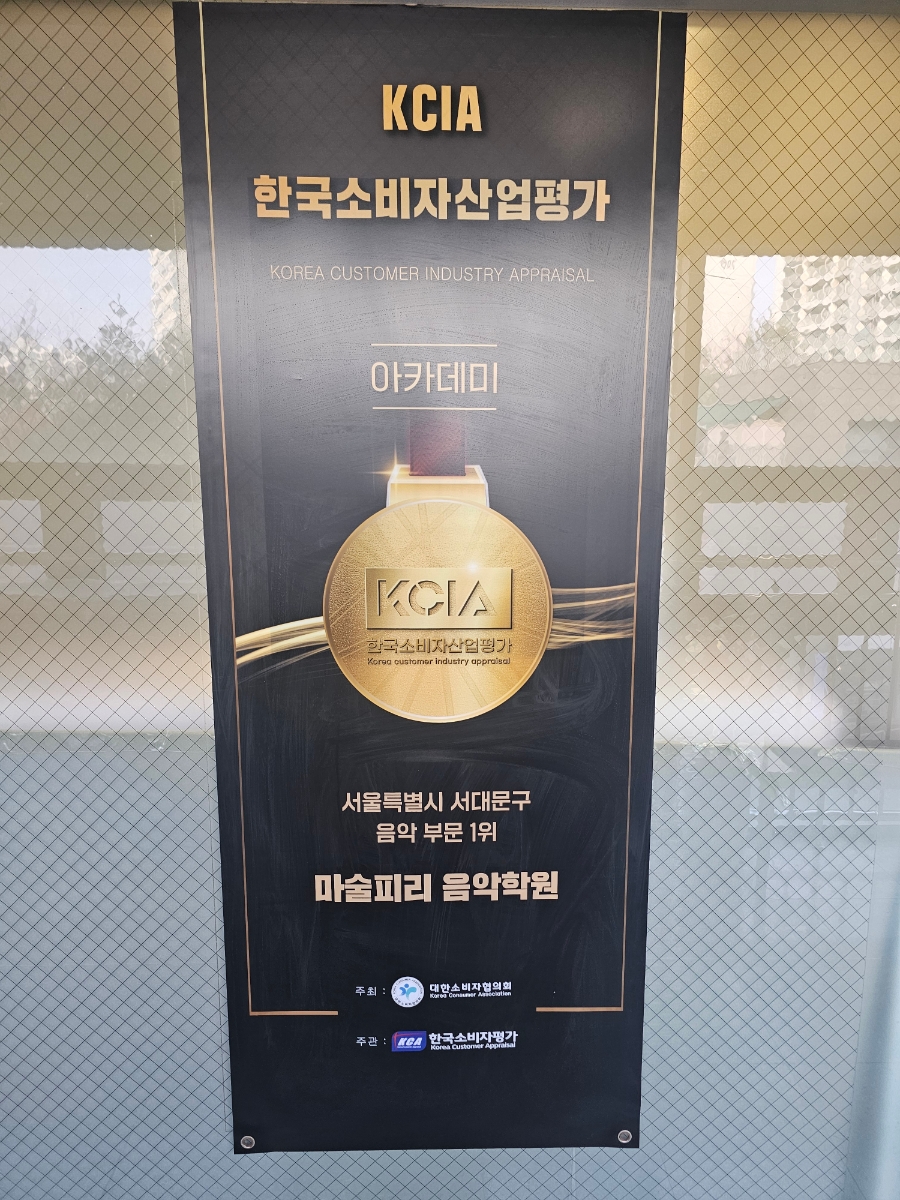 KCIA
한국소비자산업평가
KOREA CUSTOMER INDUSTRY APPRAISAL
아카데미
KCIA
한국소비자산업평가
Korea customer industry appraisal
서울특별시 서대문구
음악 부문 1위
마술피리 음악학원
주최 : 대한소비자협의회
Korea Consumer Association
주관 : KCA 한국소비자평가
Korea Customer Appraisal